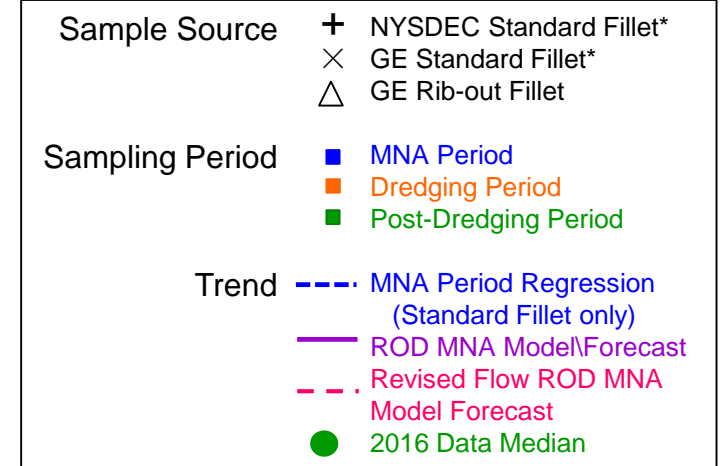 Sample Source + NYSDEC Standard Fillet*
× GE Standard Fillet*
△ GE Rib-out Fillet
Sampling Period MNA Period
Dredging Period
Post-Dredging Period
Trend MNA Period Regression
(Standard Fillet only)
ROD MNA Model\Forecast
Revised Flow ROD MNA
Model Forecast
2016 Data Median